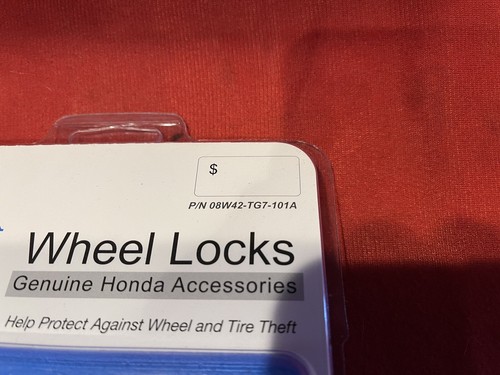 $
P/N 08W42-TG7-101A
Wheel Locks
Genuine Honda Accessories
Help Protect Against Wheel and Tire Theft